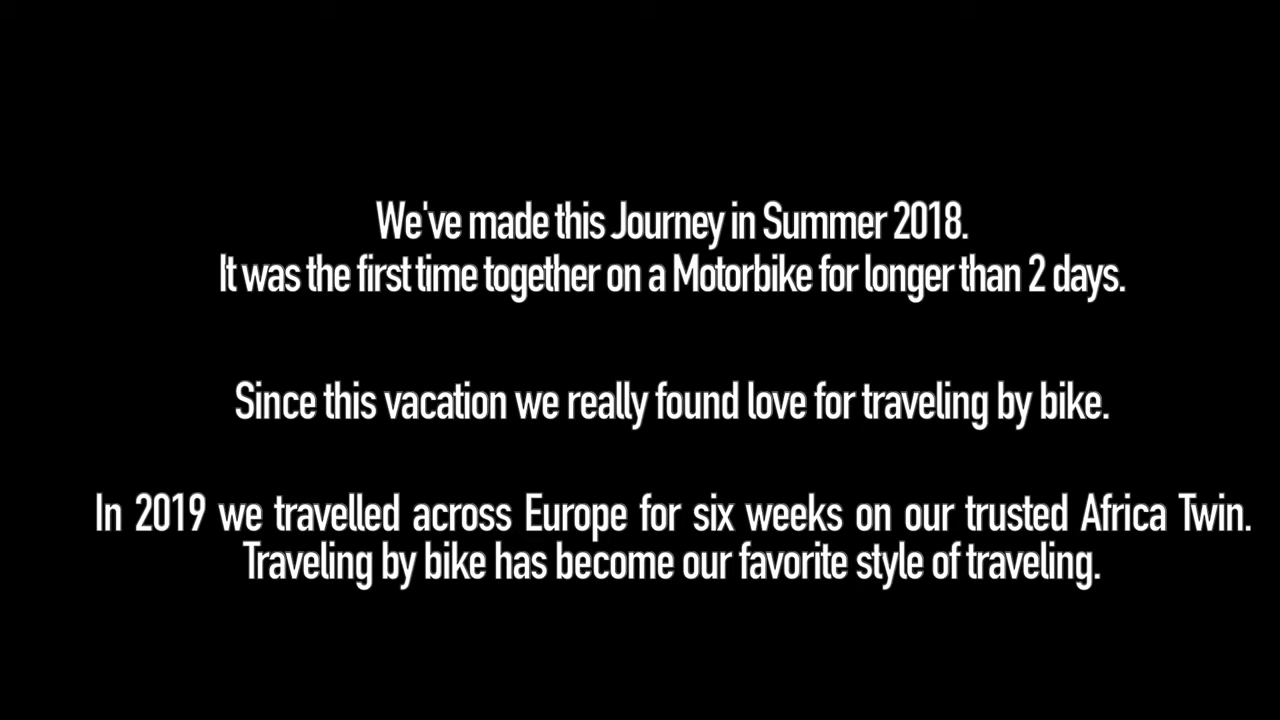 We've made this Journey in Summer 2018.
It was the first time together on a Motorbike for longer than 2 days.
Since this vacation we really found love for traveling by bike.
In 2019 we travelled across Europe for six weeks on our trusted Africa Twin.
Traveling by bike has become our favorite style of traveling.